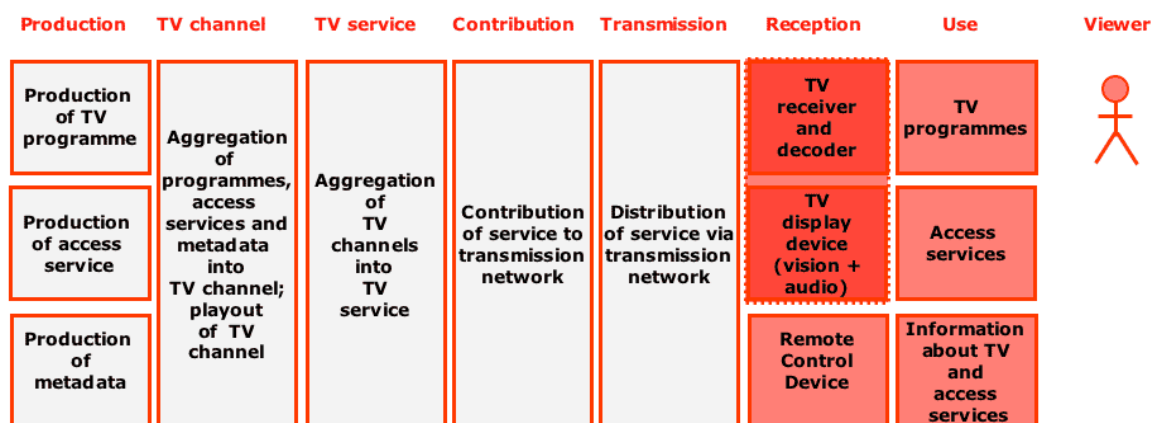 Production
TV channel
TV service
Contribution
Transmission
Reception
Use
Viewer
Production
of TV
programme
Production
of access
service
Production
of
metadata
Aggregation
of
programmes,
access
services and
metadata
into
TV channel;
playout
of TV
channel
Aggregation
of
TV
channels
into
TV
service
Contribution
of service to
transmission
network
Distribution
of service via
transmission
network
TV
receiver
and
decoder
TV
display
device
(vision +
audio)
Remote
Control
Device
TV
programmes
Access
services
Information
about TV
and
access
services